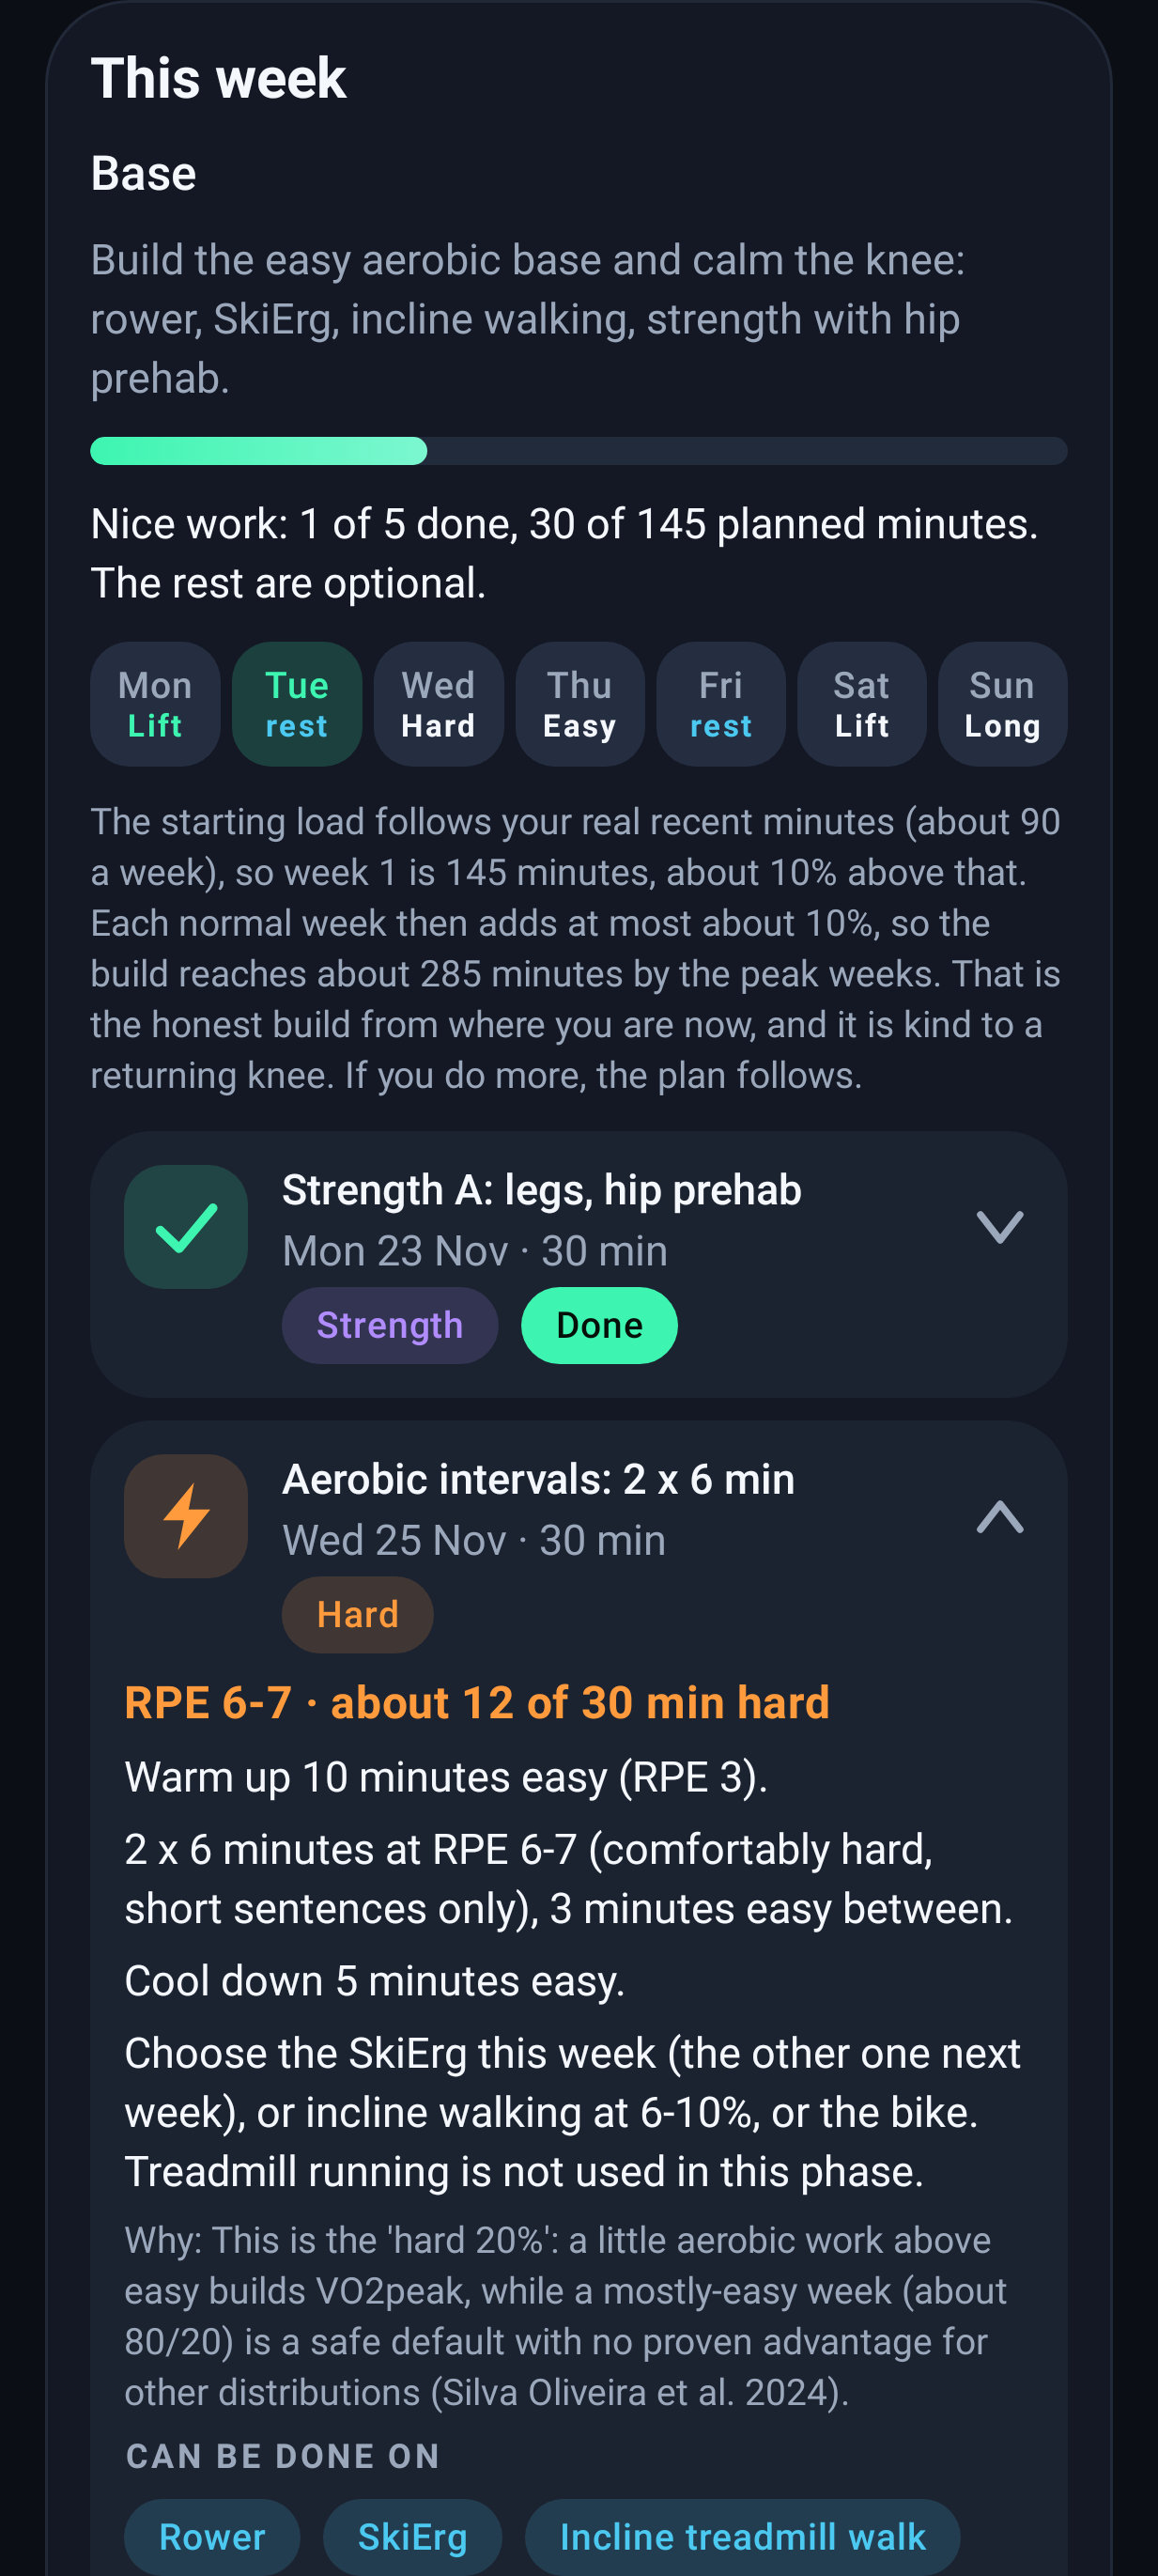 This week
Base
Build the easy aerobic base and calm the knee:
rower, SkiErg, incline walking, strength with hip
prehab.
Nice work: 1 of 5 done, 30 of 145 planned minutes.
The rest are optional.
Mon Tue Wed Thu Fri Sat Sun
Lift rest Hard Easy rest Lift Long
The starting load follows your real recent minutes (about 90
a week), so week 1 is 145 minutes, about 10% above that.
Each normal week then adds at most about 10%, so the
build reaches about 285 minutes by the peak weeks. That is
the honest build from where you are now, and it is kind to a
returning knee. If you do more, the plan follows.
Strength A: legs, hip prehab
Mon 23 Nov · 30 min
Strength Done
Aerobic intervals: 2 x 6 min
Wed 25 Nov · 30 min
Hard
RPE 6-7 · about 12 of 30 min hard
Warm up 10 minutes easy (RPE 3).
2 x 6 minutes at RPE 6-7 (comfortably hard,
short sentences only), 3 minutes easy between.
Cool down 5 minutes easy.
Choose the SkiErg this week (the other one next
week), or incline walking at 6-10%, or the bike.
Treadmill running is not used in this phase.
Why: This is the 'hard 20%': a little aerobic work above
easy builds VO2peak, while a mostly-easy week (about
80/20) is a safe default with no proven advantage for
other distributions (Silva Oliveira et al. 2024).
CAN BE DONE ON
Rower SkiErg Incline treadmill walk